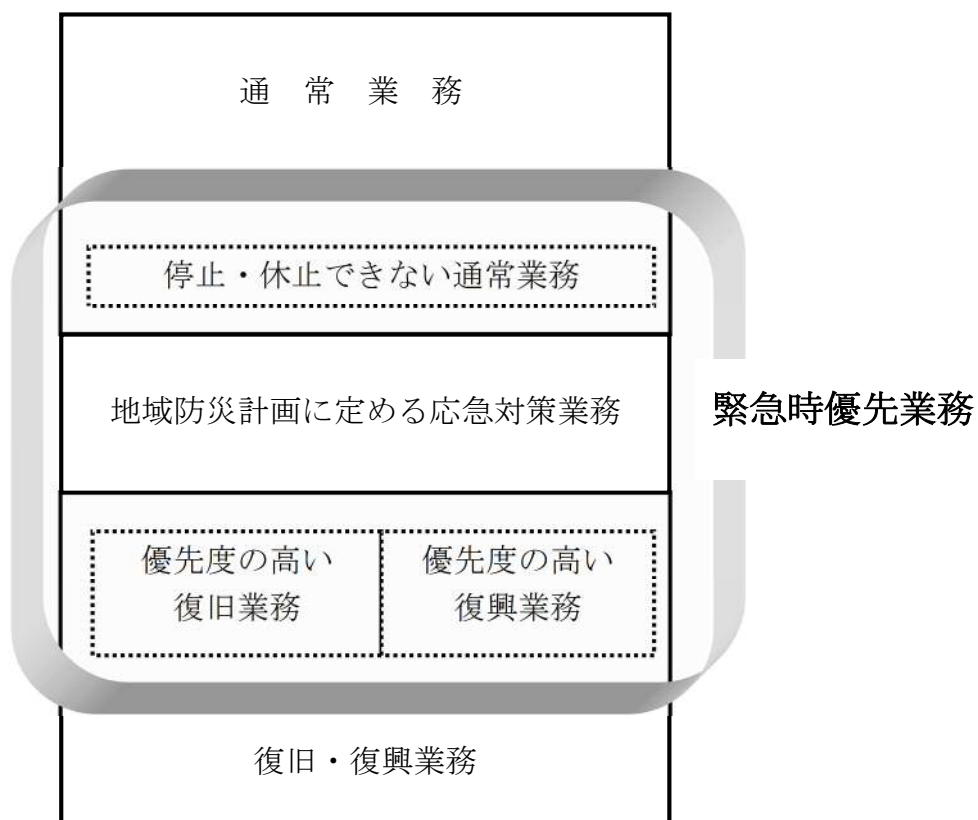 通　常　業　務
停止・休止できない通常業務
地域防災計画に定める応急対策業務
緊急時優先業務
優先度の高い
復旧業務
優先度の高い
復興業務
復旧・復興業務